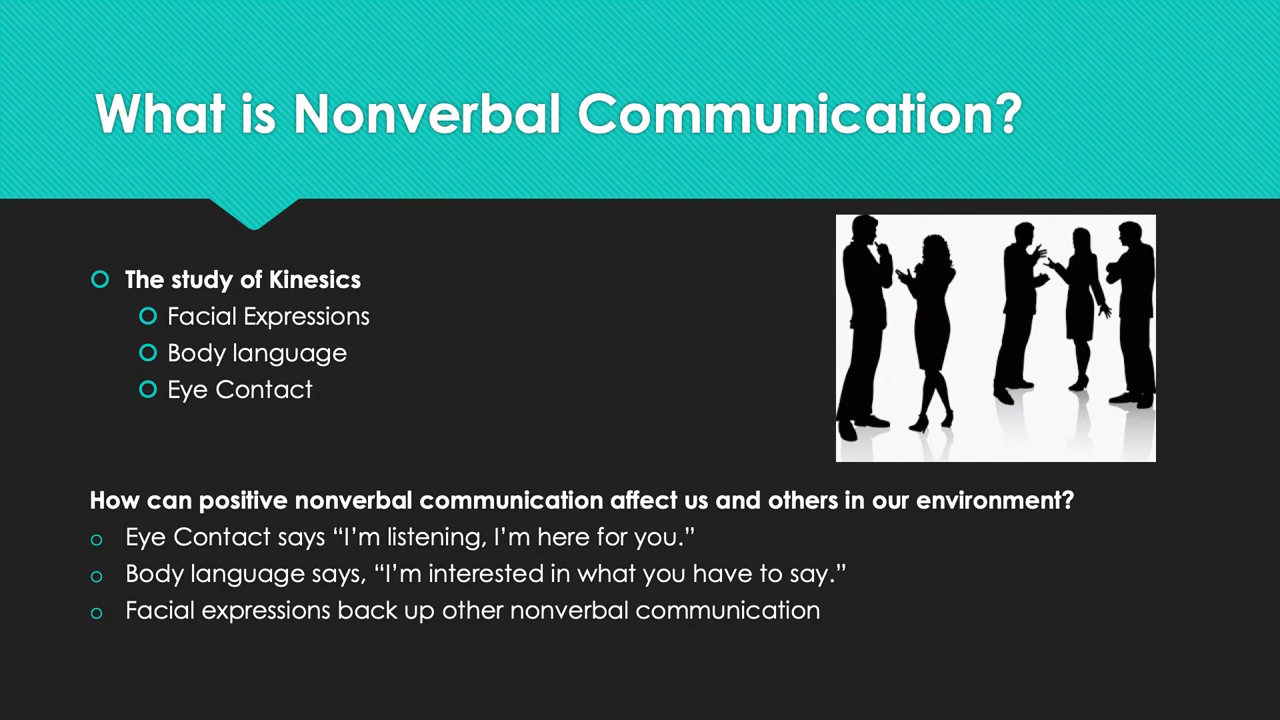 What is Nonverbal Communication?
The study of Kinesics
Facial Expressions
Body language
Eye Contact
How can positive nonverbal communication affect us and others in our environment?
Eye Contact says “I’m listening, I’m here for you.”
Body language says, “I’m interested in what you have to say.”
Facial expressions back up other nonverbal communication